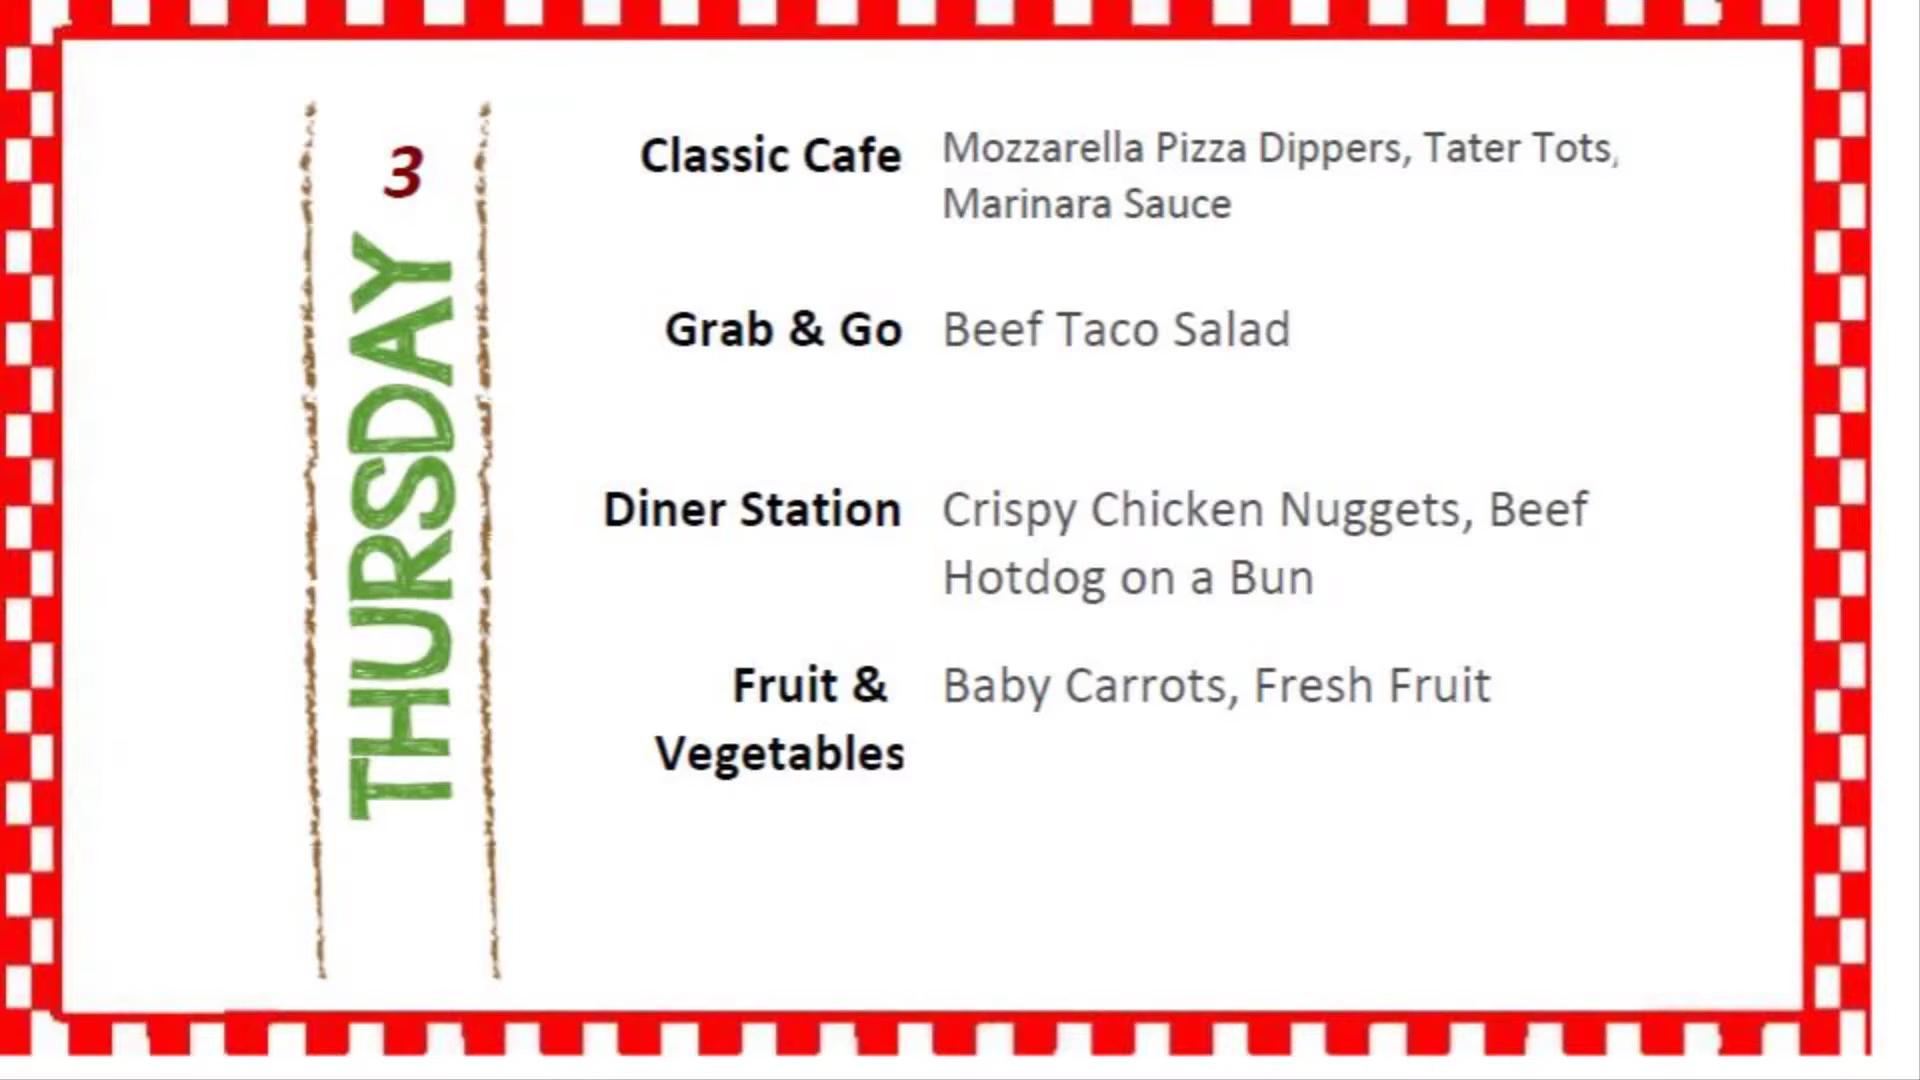 3
THURSDAY
Classic Cafe Mozzarella Pizza Dippers, Tater Tots,
Marinara Sauce
Grab & Go Beef Taco Salad
Diner Station Crispy Chicken Nuggets, Beef
Hotdog on a Bun
Fruit & Baby Carrots, Fresh Fruit
Vegetables